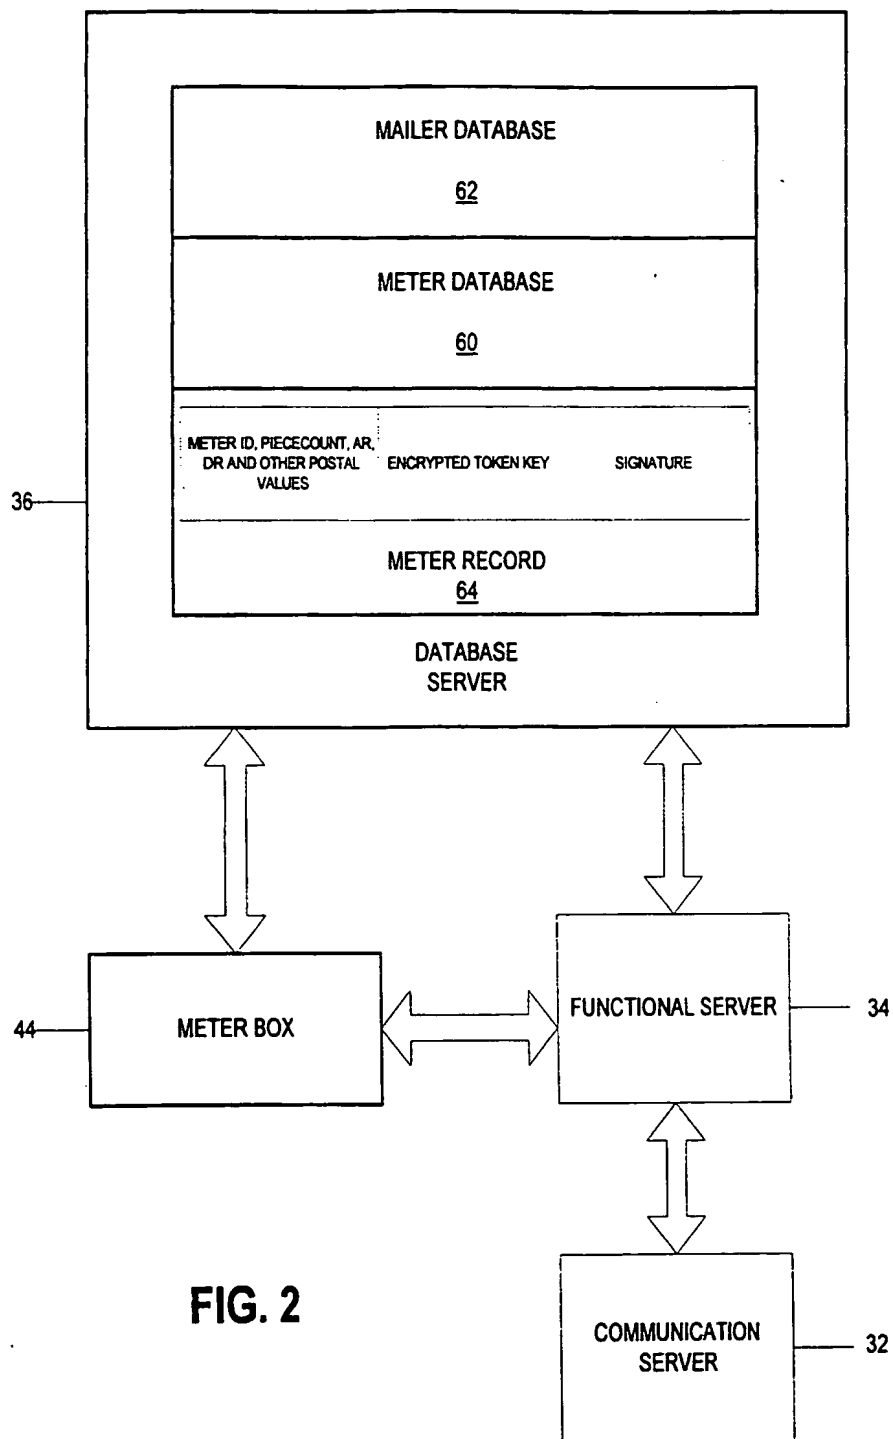 MAILER DATABASE
62
METER DATABASE
60
METER ID, PIECECOUNT, AR,
DR AND OTHER POSTAL
VALUES
ENCRYPTED TOKEN KEY
SIGNATURE
36
METER RECORD
64
DATABASE
SERVER
44
METER BOX
FUNCTIONAL SERVER
34
FIG. 2
COMMUNICATION
SERVER
32